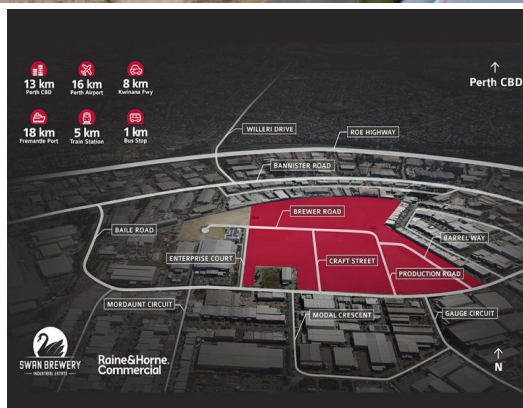 13 km
Perth CBD
16 km
Perth Airport
8 km
Kwinana Fwy
18 km
Fremantle Port
5 km
Train Station
1 km
Bus Stop
Perth CBD
WILLERI DRIVE
ROE HIGHWAY
BANNISTER ROAD
BREWER ROAD
BAILE ROAD
BARREL WAY
ENTERPRISE COURT
CRAFT STREET
PRODUCTION ROAD
MORDAUNT CIRCUIT
MODAL CRESCENT
GAUGE CIRCUIT
SWAN BREWERY
INDUSTRIAL ESTATE
Raine&Horne.
Commercial
N